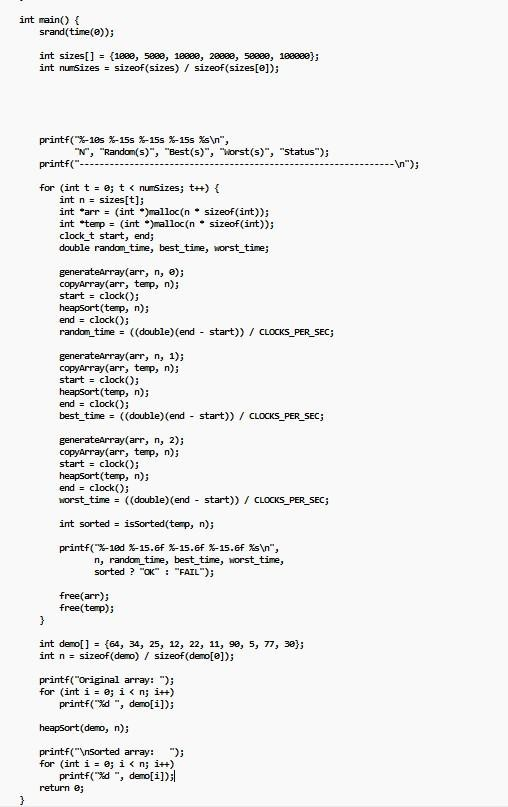 int main() {
    srand(time(0));

    int sizes[] = {1000, 5000, 10000, 20000, 50000, 100000};
    int numSizes = sizeof(sizes) / sizeof(sizes[0]);

    printf("%-10s %-15s %-15s %-15s %s\n",
           "N", "Random(s)", "Best(s)", "Worst(s)", "Status");
    printf("-----------------------------------------------------------------\n");

    for (int t = 0; t < numSizes; t++) {
        int n = sizes[t];
        int *arr = (int *)malloc(n * sizeof(int));
        int *temp = (int *)malloc(n * sizeof(int));
        clock_t start, end;
        double random_time, best_time, worst_time;

        generateArray(arr, n, 0);
        copyArray(arr, temp, n);
        start = clock();
        heapSort(temp, n);
        end = clock();
        random_time = ((double)(end - start)) / CLOCKS_PER_SEC;

        generateArray(arr, n, 1);
        copyArray(arr, temp, n);
        start = clock();
        heapSort(temp, n);
        end = clock();
        best_time = ((double)(end - start)) / CLOCKS_PER_SEC;

        generateArray(arr, n, 2);
        copyArray(arr, temp, n);
        start = clock();
        heapSort(temp, n);
        end = clock();
        worst_time = ((double)(end - start)) / CLOCKS_PER_SEC;

        int sorted = isSorted(temp, n);

        printf("%-10d %-15.6f %-15.6f %-15.6f %s\n",
               n, random_time, best_time, worst_time,
               sorted ? "OK" : "FAIL");

        free(arr);
        free(temp);
    }

    int demo[] = {64, 34, 25, 12, 22, 11, 90, 5, 77, 30};
    int n = sizeof(demo) / sizeof(demo[0]);

    printf("Original array: ");
    for (int i = 0; i < n; i++)
        printf("%d ", demo[i]);

    heapSort(demo, n);

    printf("\nSorted array:   ");
    for (int i = 0; i < n; i++)
        printf("%d ", demo[i]);
    return 0;
}